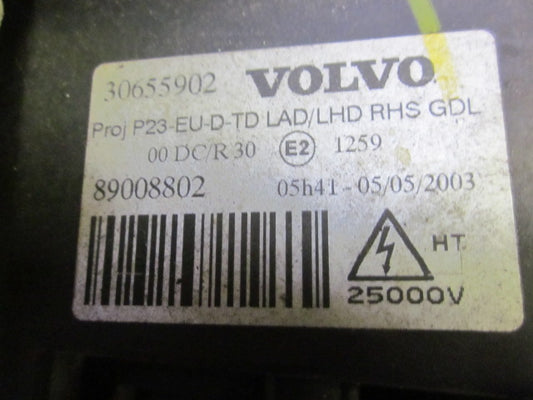 30655902 VOLVO
Proj P23-EU-D-TD LAD/LHD RHS GDL
00 DC/R 30 E2 1259
89008802 05h41 - 05/05/2003
HT
25000V